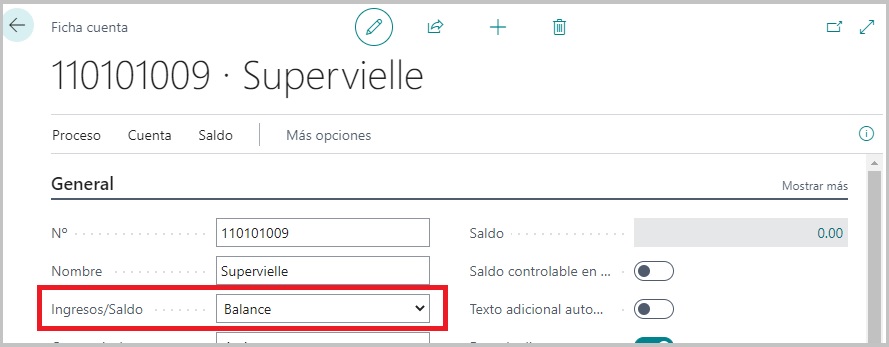 Ficha cuenta
110101009 · Supervielle
Proceso Cuenta Saldo Más opciones
General Mostrar más
Nº 110101009 Saldo 0.00
Nombre Supervielle Saldo controlable en ...
Ingresos/Saldo Balance Texto adicional auto...